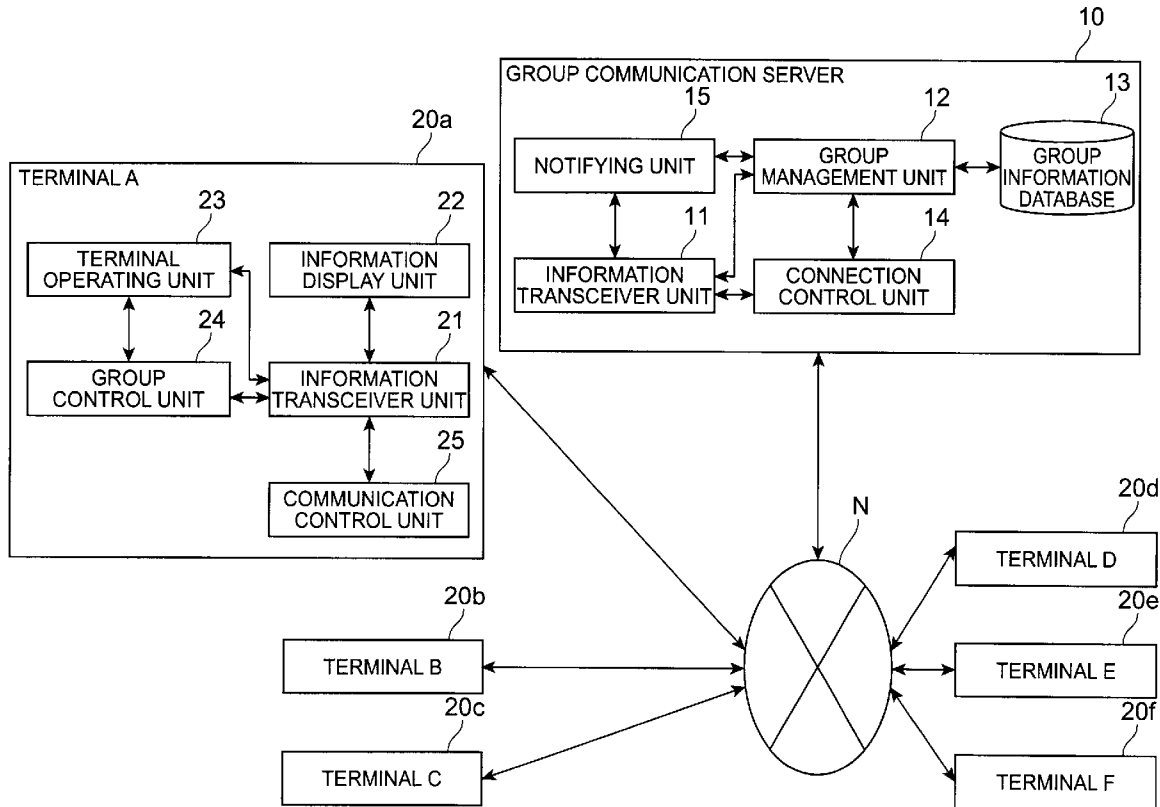 10
GROUP COMMUNICATION SERVER
15
12
13
NOTIFYING UNIT
GROUP
MANAGEMENT UNIT
GROUP
INFORMATION
DATABASE
11
14
INFORMATION
TRANSCEIVER UNIT
CONNECTION
CONTROL UNIT
20a
TERMINAL A
23
22
TERMINAL
OPERATING UNIT
INFORMATION
DISPLAY UNIT
24
21
GROUP
CONTROL UNIT
INFORMATION
TRANSCEIVER UNIT
25
COMMUNICATION
CONTROL UNIT
N
20d
TERMINAL D
20b
TERMINAL B
20e
TERMINAL E
20c
TERMINAL C
20f
TERMINAL F